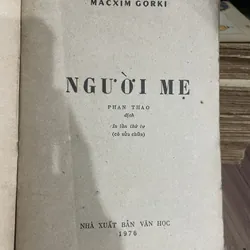 MACXIM GORKI
NGƯỜI MẸ
PHAN THAO
dịch
In lần thứ tư
(có sửa chữa)
NHÀ XUẤT BẢN VĂN HỌC
1976